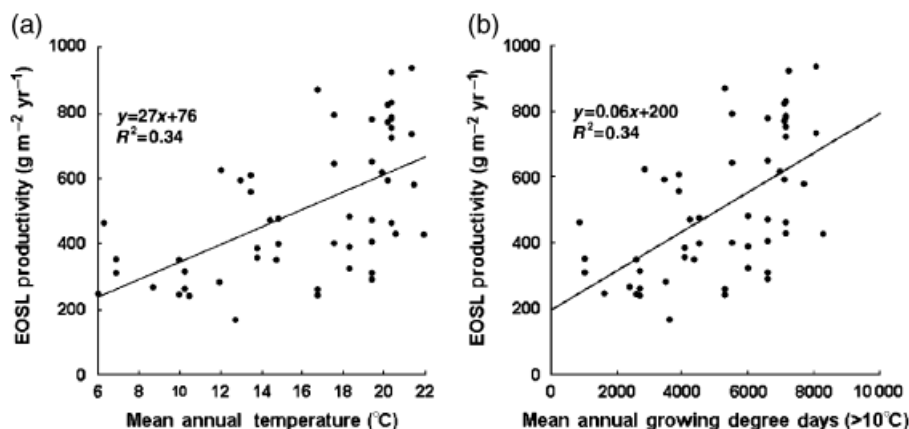 (a)
1000
800
600
400
200
0
EOSL productivity (g m⁻² yr⁻¹)
y=27x+76
R²=0.34
6 8 10 12 14 16 18 20 22
Mean annual temperature (°C)
(b)
1000
800
600
400
200
0
EOSL productivity (g m⁻² yr⁻¹)
y=0.06x+200
R²=0.34
0 2000 4000 6000 8000 10 000
Mean annual growing degree days (>10°C)